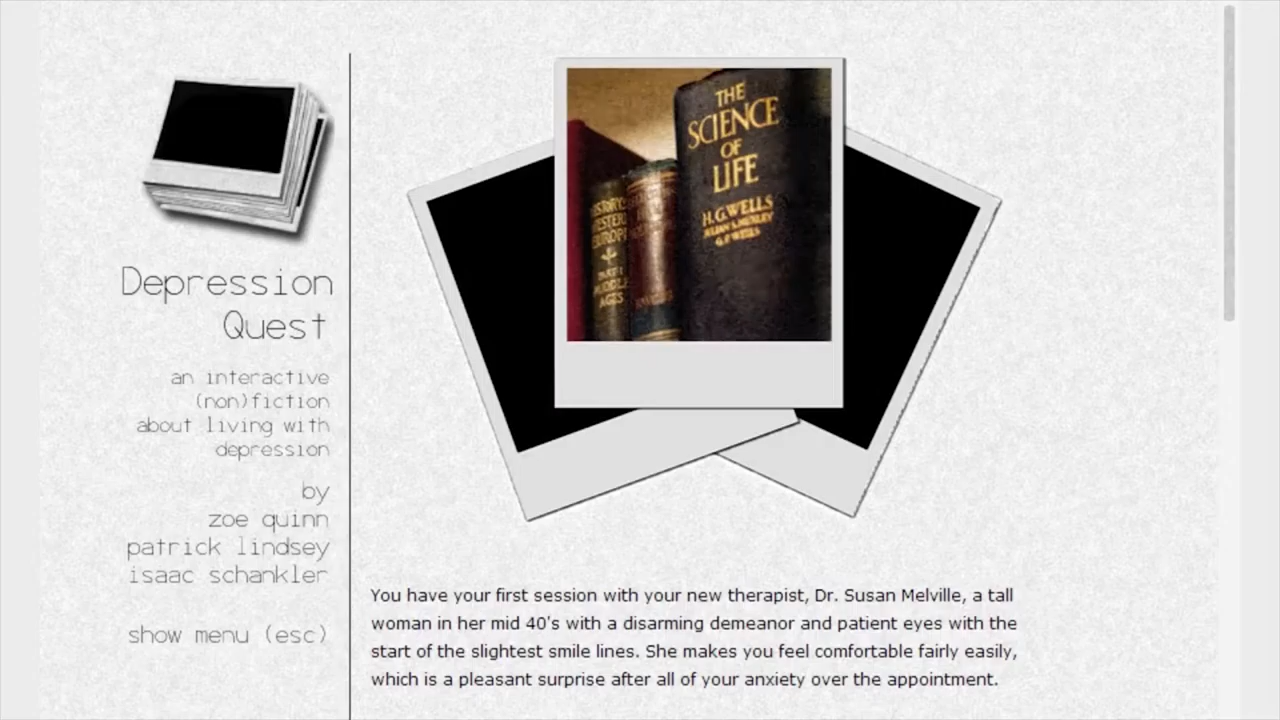 Depression
Quest
an interactive
(non)fiction
about living with
depression
by
zoe quinn
patrick lindsey
isaac schankler
show menu (esc)
THE
SCIENCE
OF
LIFE
H.G.WELLS
G.P. WELLS
You have your first session with your new therapist, Dr. Susan Melville, a tall
woman in her mid 40's with a disarming demeanor and patient eyes with the
start of the slightest smile lines. She makes you feel comfortable fairly easily,
which is a pleasant surprise after all of your anxiety over the appointment.